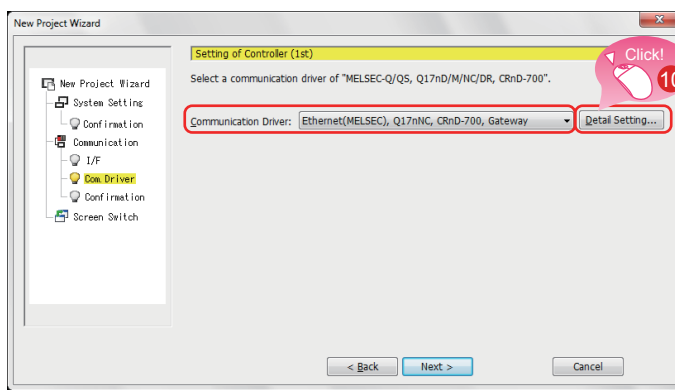 New Project Wizard
Setting of Controller (1st)
Click!
10
Select a communication driver of "MELSEC-Q/QS, Q17nD/M/NC/DR, CRnD-700".
New Project Wizard
System Setting
Confirmation
Communication
I/F
Com.Driver
Confirmation
Screen Switch
Communication Driver: Ethernet(MELSEC), Q17nNC, CRnD-700, Gateway Detail Setting...
< Back Next > Cancel